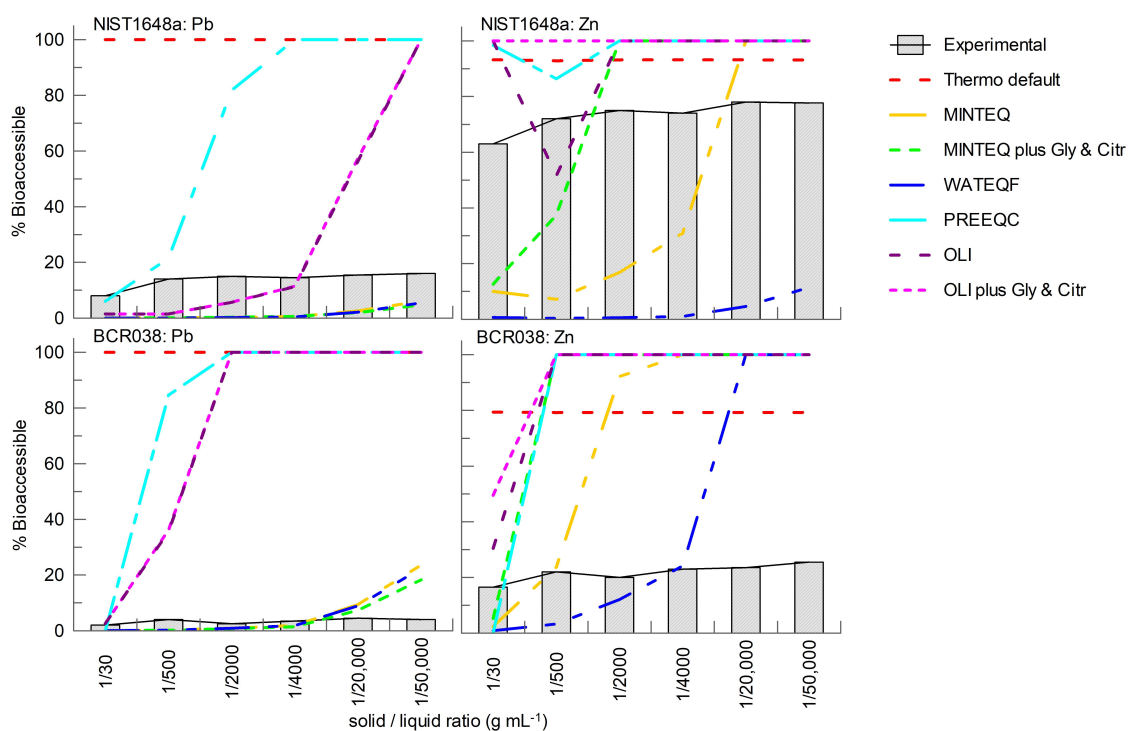 NIST1648a: Pb
NIST1648a: Zn
100
80
60
40
20
0
% Bioaccessible
Experimental
Thermo default
MINTEQ
MINTEQ plus Gly & Citr
WATEQF
PREEQC
OLI
OLI plus Gly & Citr
BCR038: Pb
BCR038: Zn
100
80
60
40
20
0
% Bioaccessible
1/30
1/500
1/2000
1/4000
1/20,000
1/50,000
1/30
1/500
1/2000
1/4000
1/20,000
1/50,000
solid / liquid ratio (g mL⁻¹)